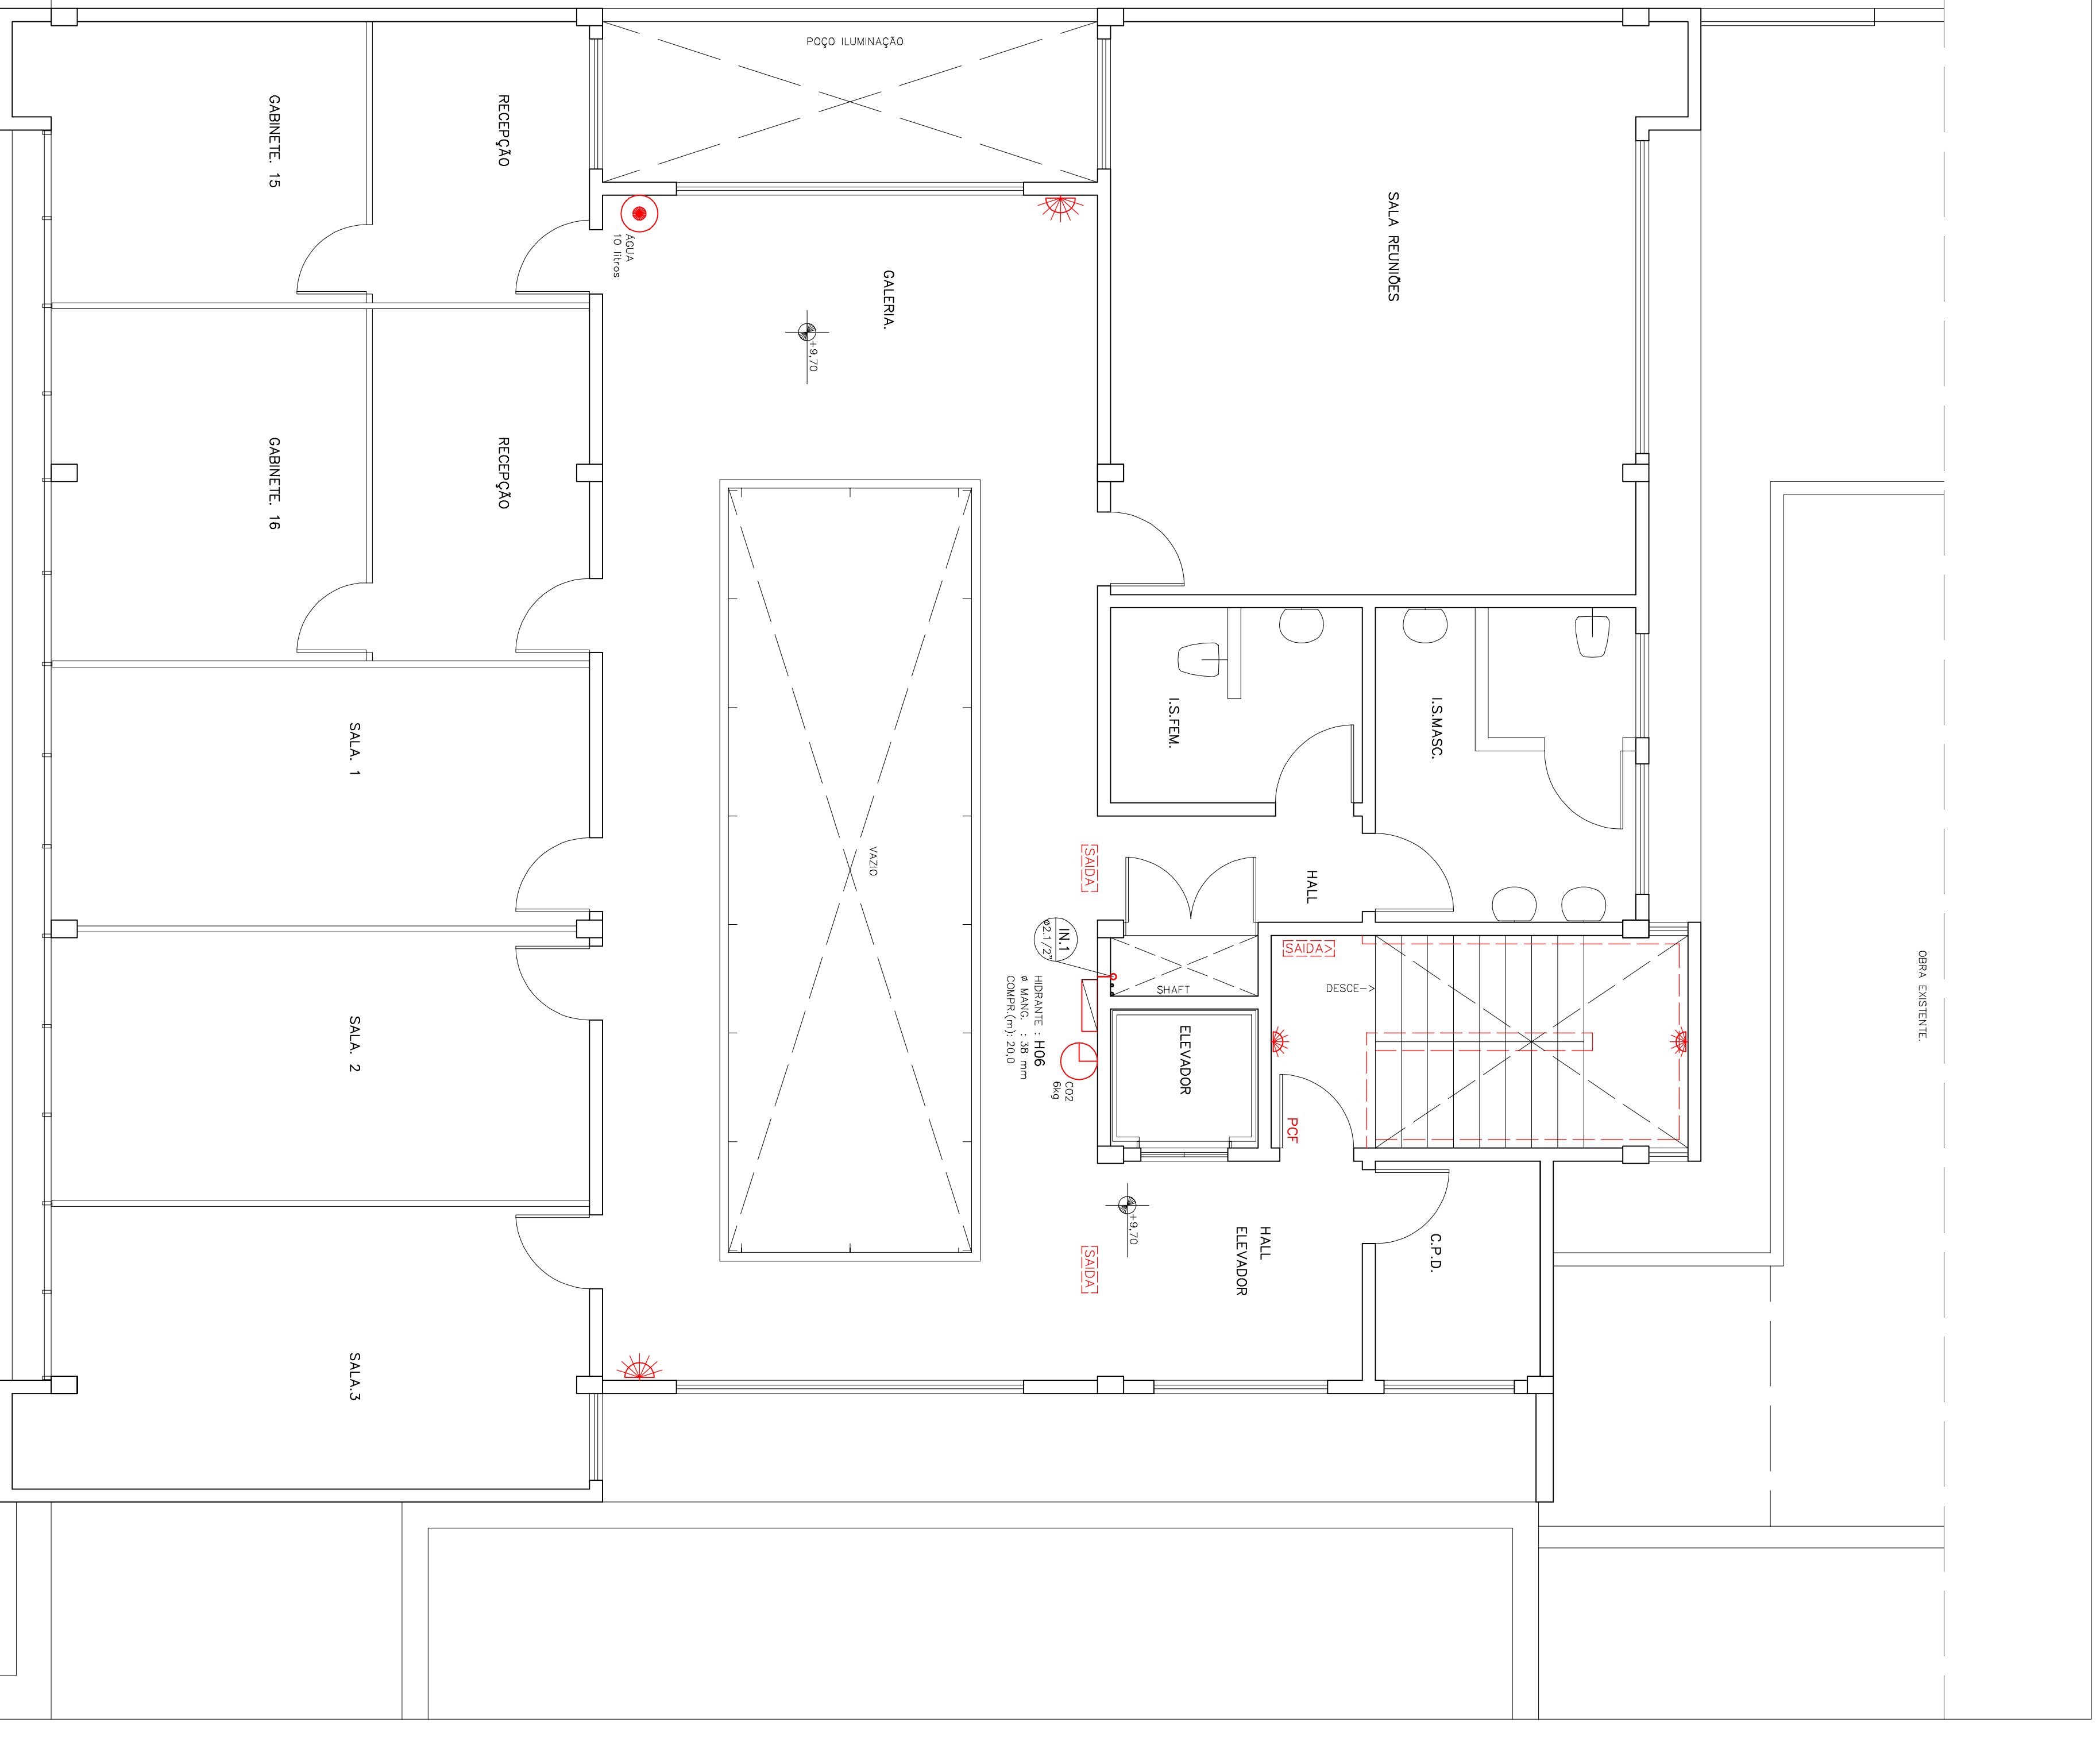 POÇO ILUMINAÇÃO
GABINETE. 15
RECEPÇÃO
ÁGUA
10 litros
GALERIA.
+9,70
SALA REUNIÕES
GABINETE. 16
RECEPÇÃO
SALA. 1
I.S.FEM.
I.S.MASC.
VAZIO
SAIDA
HALL
IN.1
ø2.1/2"
SAIDA>
DESCE->
SHAFT
HIDRANTE : H06
ø MANG. : 38 mm
COMPR.(m): 20,0
CO2
6kg
ELEVADOR
PCF
OBRA EXISTENTE.
SALA. 2
+9,70
SAIDA
HALL
ELEVADOR
C.P.D.
SALA.3